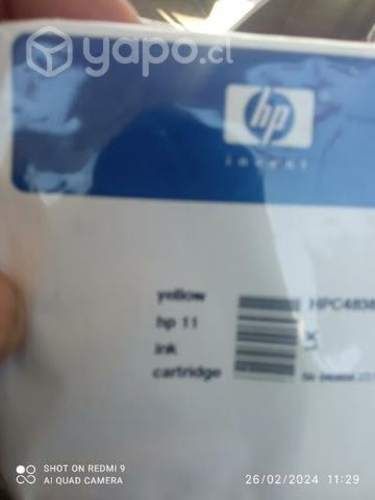 yapo.cl
hp
invent
yellow
hp 11
ink
cartridge
SHOT ON REDMI 9
AI QUAD CAMERA
26/02/2024 11:29